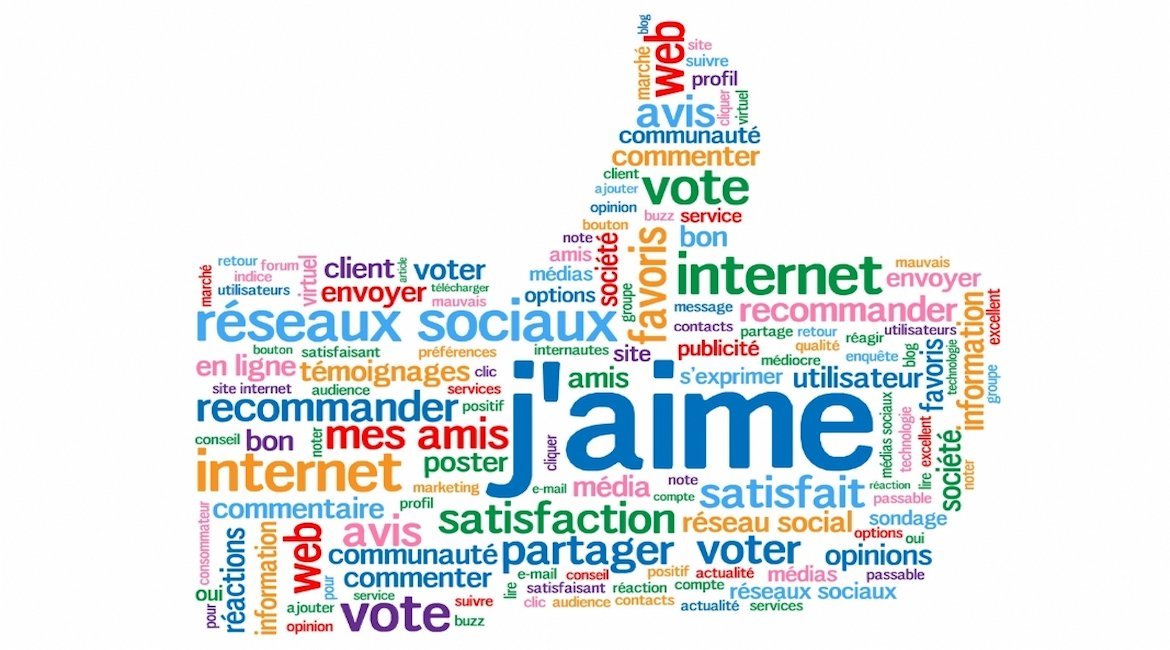 blog
web
marché
site
suivre
profil
avis
cliquer
virtuel
communauté
commenter
client
ajouter
vote
opinion
buzz
service
bouton
note
société
favoris
bon
amis
médias
options
groupe
internet
mauvais
envoyer
message
recommander
contacts
partage
retour
utilisateurs
information
excellent
marché
retour
forum
indice
utilisateurs
virtuel
client
article
voter
envoyer
télécharger
mauvais
réseaux sociaux
bouton
satisfaisant
préférences
internautes
site
publicité
qualité
réagir
médiocre
enquête
blog
favoris
technologie
groupe
en ligne
témoignages
clic
amis
s'exprimer
utilisateur
site internet
audience
services
j'aime
recommander
positif
conseil
bon
noter
mes amis
cliquer
médias sociaux
technologie
excellent
société
internet
poster
marketing
e-mail
média
note
compte
satisfait
réaction
passable
lire
noter
consommateur
commentaire
profil
satisfaction
réseau social
sondage
réactions
information
web
avis
options
oui
communauté
partager
voter
opinions
oui
pour
pour
commenter
lire
e-mail
conseil
positif
actualité
médias
passable
satisfaisant
réaction
compte
réseaux sociaux
ajouter
service
vote
suivre
clic
audience
contacts
actualité
services
opinion
buzz